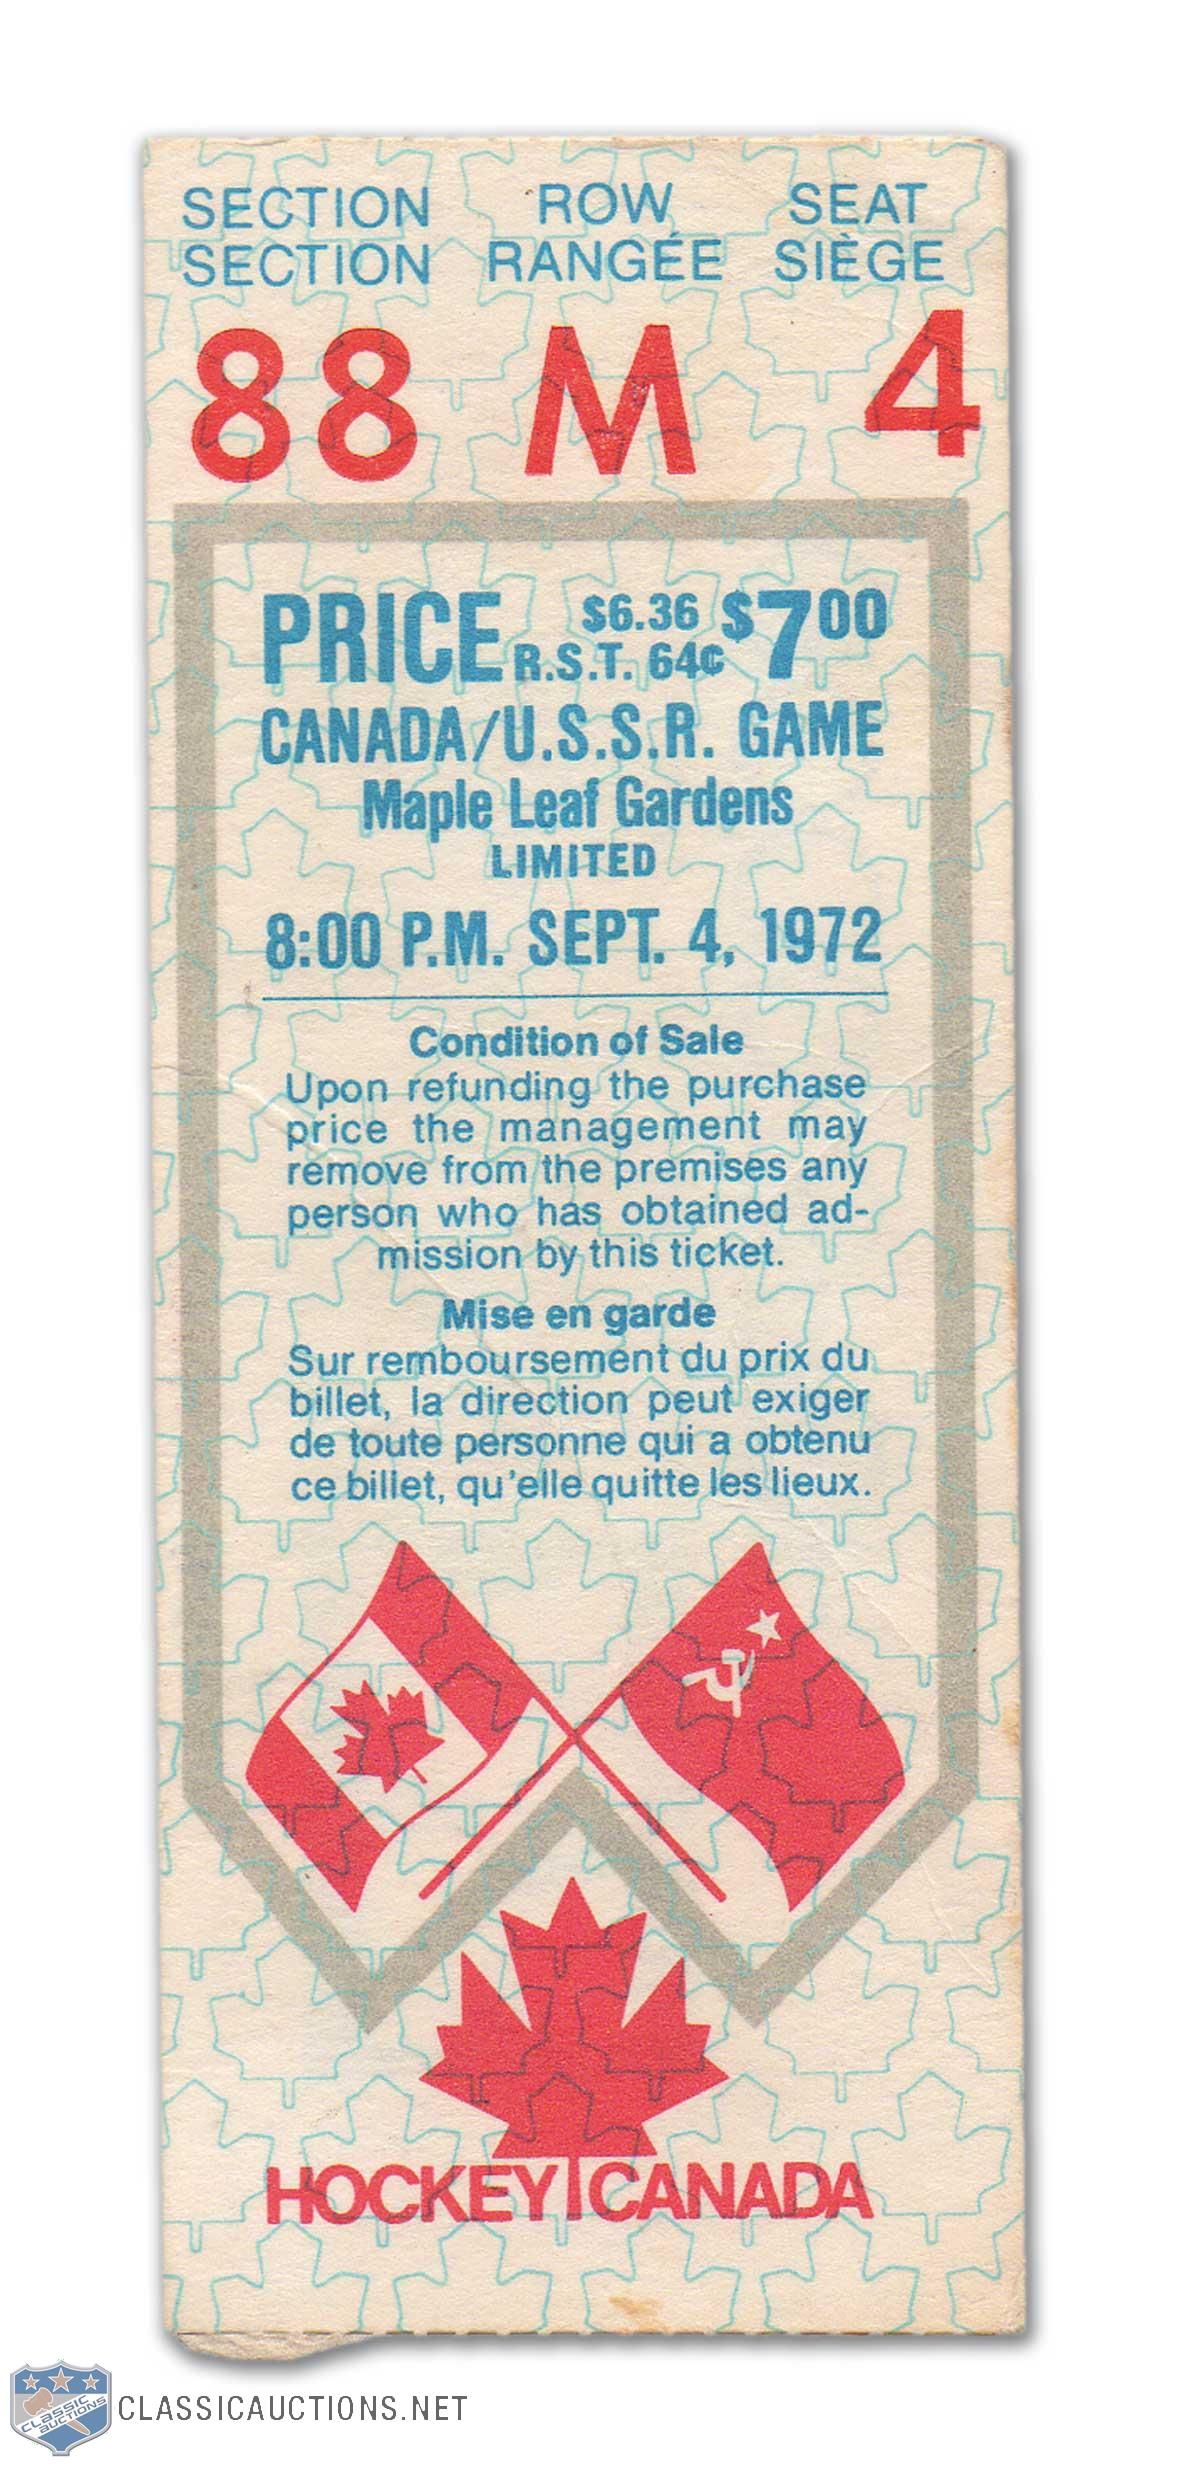 SECTION ROW SEAT
SECTION RANGÉE SIÈGE
88 M 4
PRICE $6.36 R.S.T. 64¢ $7.00
CANADA/U.S.S.R. GAME
Maple Leaf Gardens
LIMITED
8:00 P.M. SEPT. 4, 1972
Condition of Sale
Upon refunding the purchase
price the management may
remove from the premises any
person who has obtained ad-
mission by this ticket.
Mise en garde
Sur remboursement du prix du
billet, la direction peut exiger
de toute personne qui a obtenu
ce billet, qu'elle quitte les lieux.
HOCKEY CANADA
CLASSIC AUCTIONS
CLASSICAUCTIONS.NET